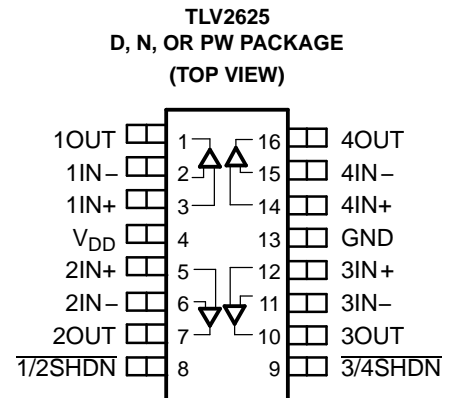 TLV2625
D, N, OR PW PACKAGE
(TOP VIEW)
1OUT 1 16 4OUT
1IN− 2 15 4IN−
1IN+ 3 14 4IN+
VDD 4 13 GND
2IN+ 5 12 3IN+
2IN− 6 11 3IN−
2OUT 7 10 3OUT
1/2SHDN 8 9 3/4SHDN